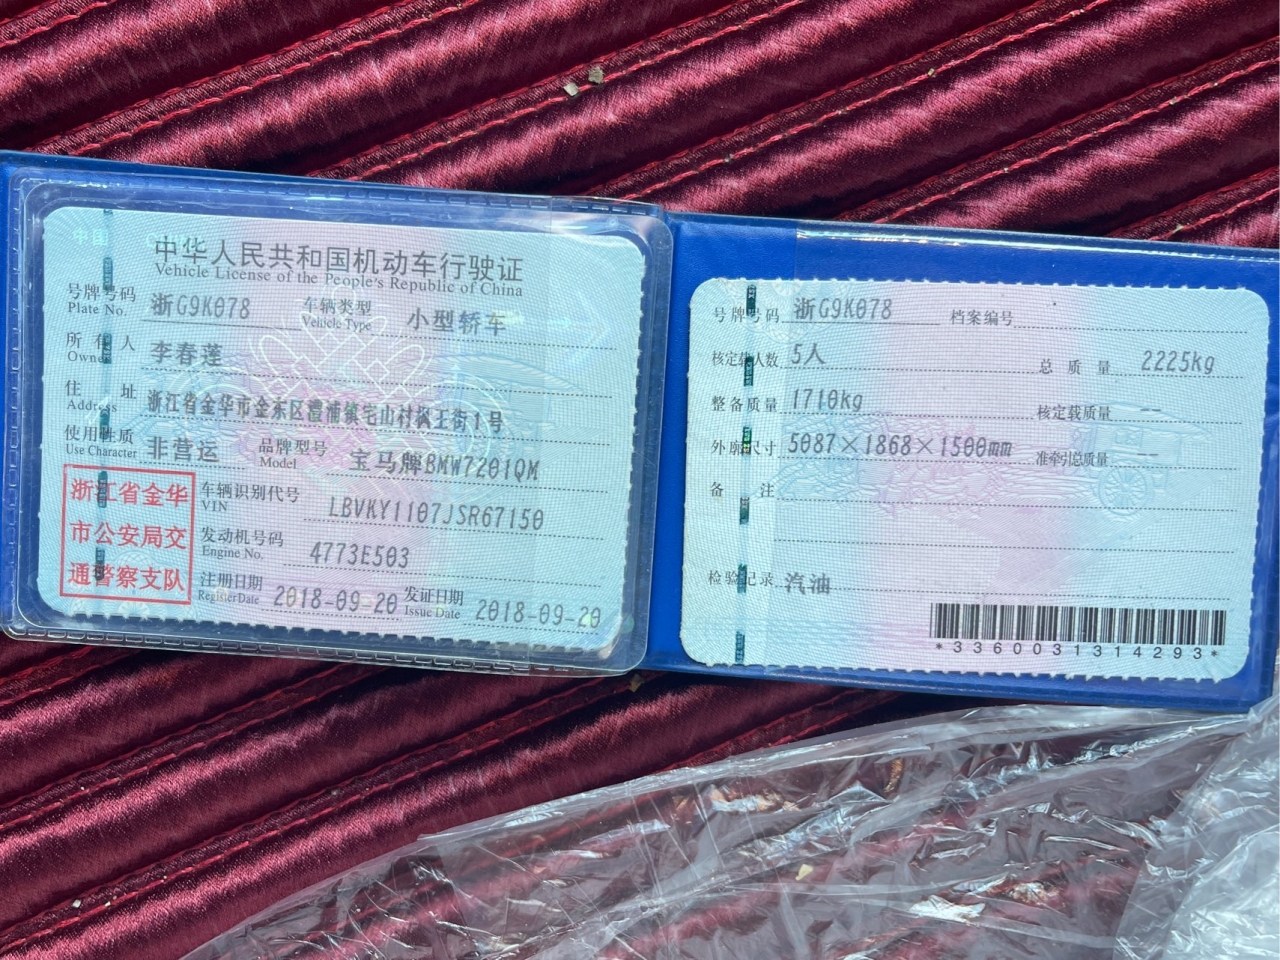 中国
中华人民共和国机动车行驶证
Vehicle License of the People's Republic of China
号牌号码 浙G9K078 车辆类型 小型轿车
Plate No. Vehicle Type
所有人 李春莲
Owner
住址 浙江省金华市金东区澧浦镇宅山村枫王街1号
Address
使用性质 非营运 品牌型号 宝马牌BMW7201QM
Use Character Model
浙江省金华
市公安局交
通警察支队
车辆识别代号 LBVKY1107JSR67150
VIN
发动机号码 4773E503
Engine No.
注册日期 2018-09-20 发证日期 2018-09-20
Register Date Issue Date
号牌号码 浙G9K078 档案编号
核定载人数 5人 总质量 2225kg
整备质量 1710kg 核定载质量 --
外廓尺寸 5087×1868×1500mm 准牵引总质量 --
备注
检验记录 汽油
*3360031314293*